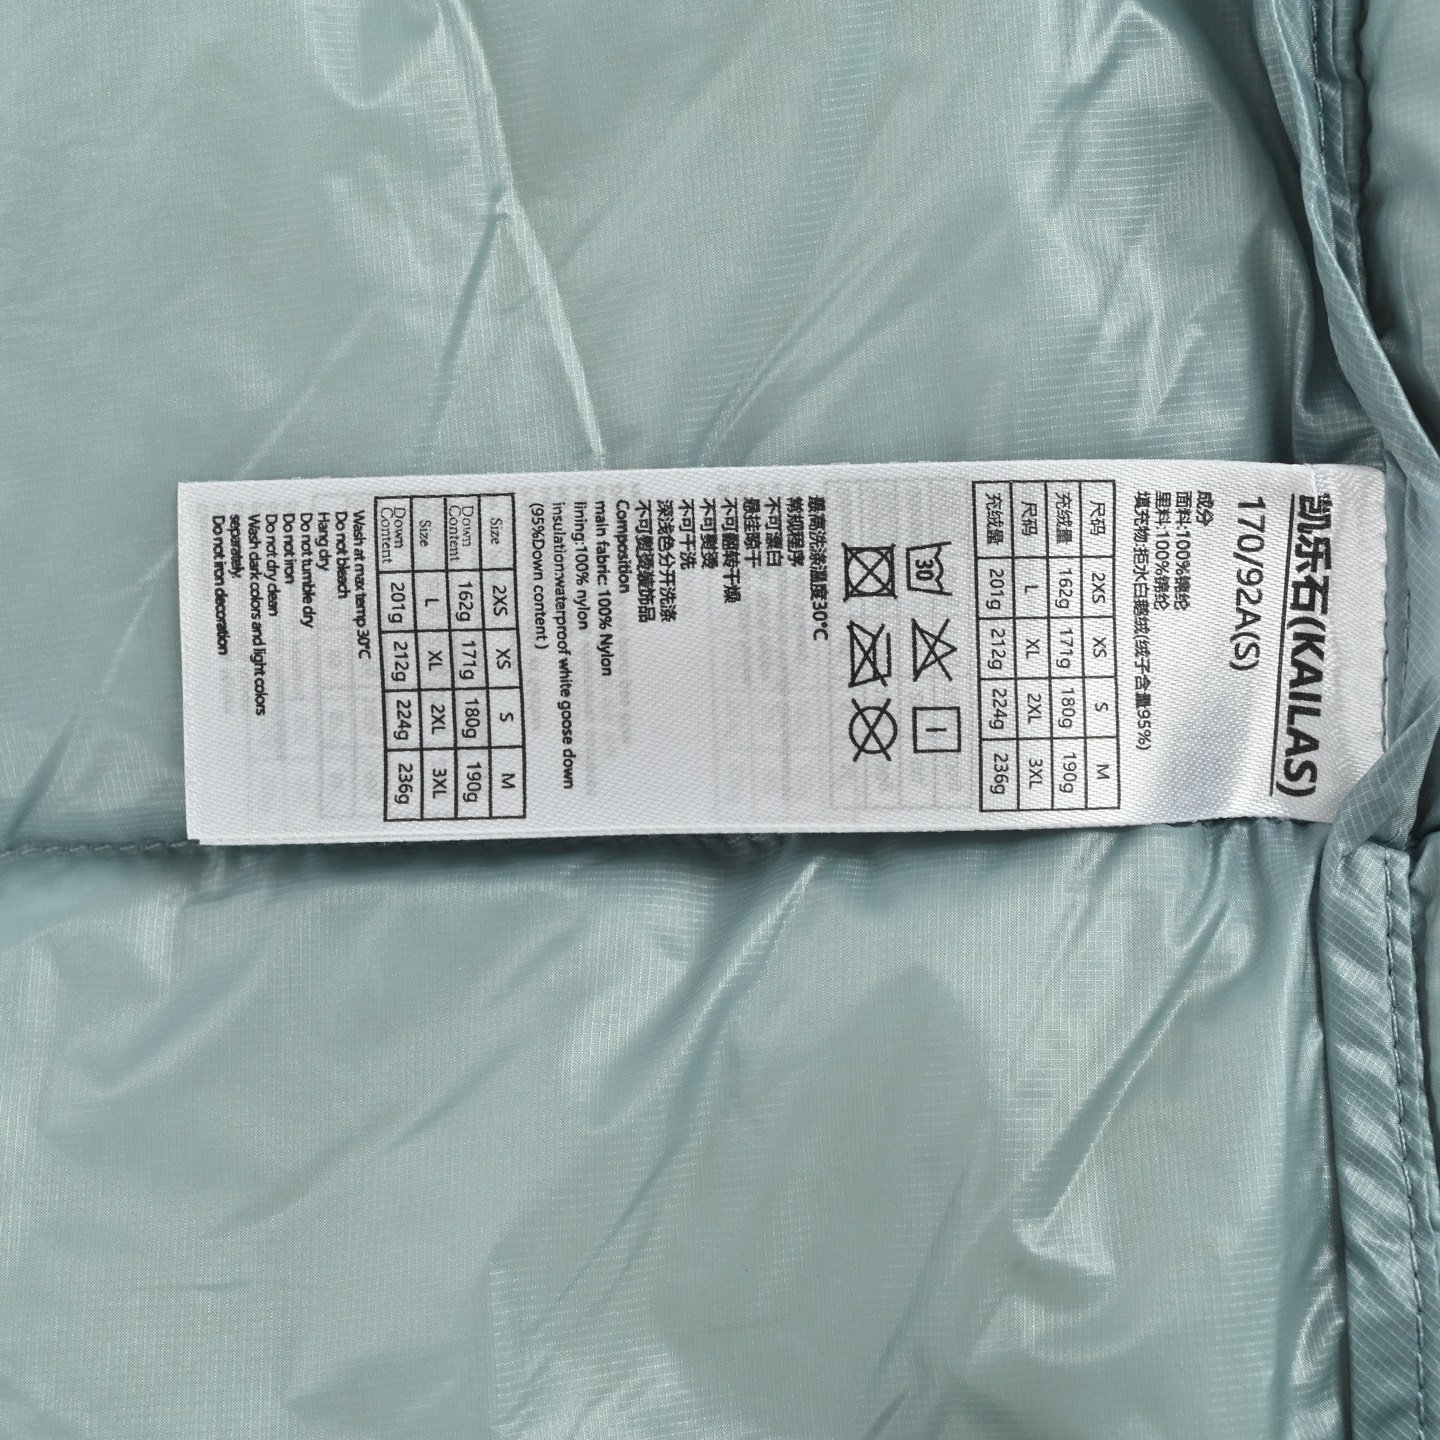 凯乐石(KAILAS)
170/92A(S)
成分
面料:100%锦纶
里料:100%锦纶
填充物:拒水白鹅绒(绒子含量95%)
尺码 2XS XS S M
充绒量 162g 171g 180g 190g
尺码 L XL 2XL 3XL
充绒量 201g 212g 224g 236g
30
最高洗涤温度30°C
常规程序
不可漂白
悬挂晾干
不可翻转干燥
不可熨烫
不可干洗
深浅色分开洗涤
不可熨烫装饰品
Composition
main fabric: 100% Nylon
lining:100% nylon
insulation:waterproof white goose down
(95%Down content )
Size 2XS XS S M
Down Content 162g 171g 180g 190g
Size L XL 2XL 3XL
Down Content 201g 212g 224g 236g
Wash at max temp 30°C
Do not bleach
Hang dry
Do not tumble dry
Do not iron
Do not dry clean
Wash dark colors and light colors
separately.
Do not iron decoration